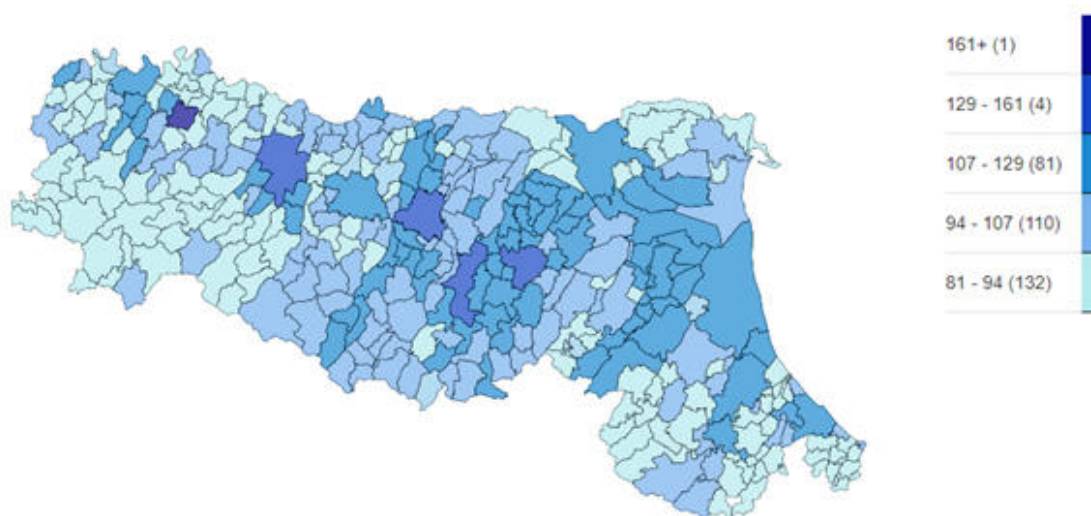 161+ (1)
129 - 161 (4)
107 - 129 (81)
94 - 107 (110)
81 - 94 (132)